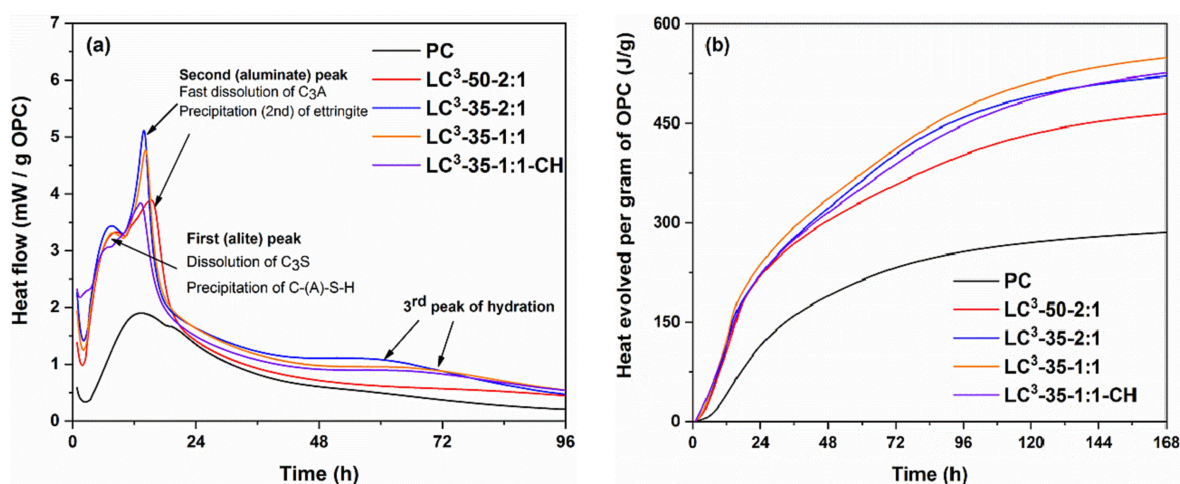 (a)
PC
LC³-50-2:1
LC³-35-2:1
LC³-35-1:1
LC³-35-1:1-CH
Second (aluminate) peak
Fast dissolution of C₃A
Precipitation (2nd) of ettringite
First (alite) peak
Dissolution of C₃S
Precipitation of C-(A)-S-H
3rd peak of hydration
Heat flow (mW / g OPC)
7
6
5
4
3
2
1
0
0 24 48 72 96
Time (h)
(b)
Heat evolved per gram of OPC (J/g)
600
450
300
150
0
PC
LC³-50-2:1
LC³-35-2:1
LC³-35-1:1
LC³-35-1:1-CH
0 24 48 72 96 120 144 168
Time (h)